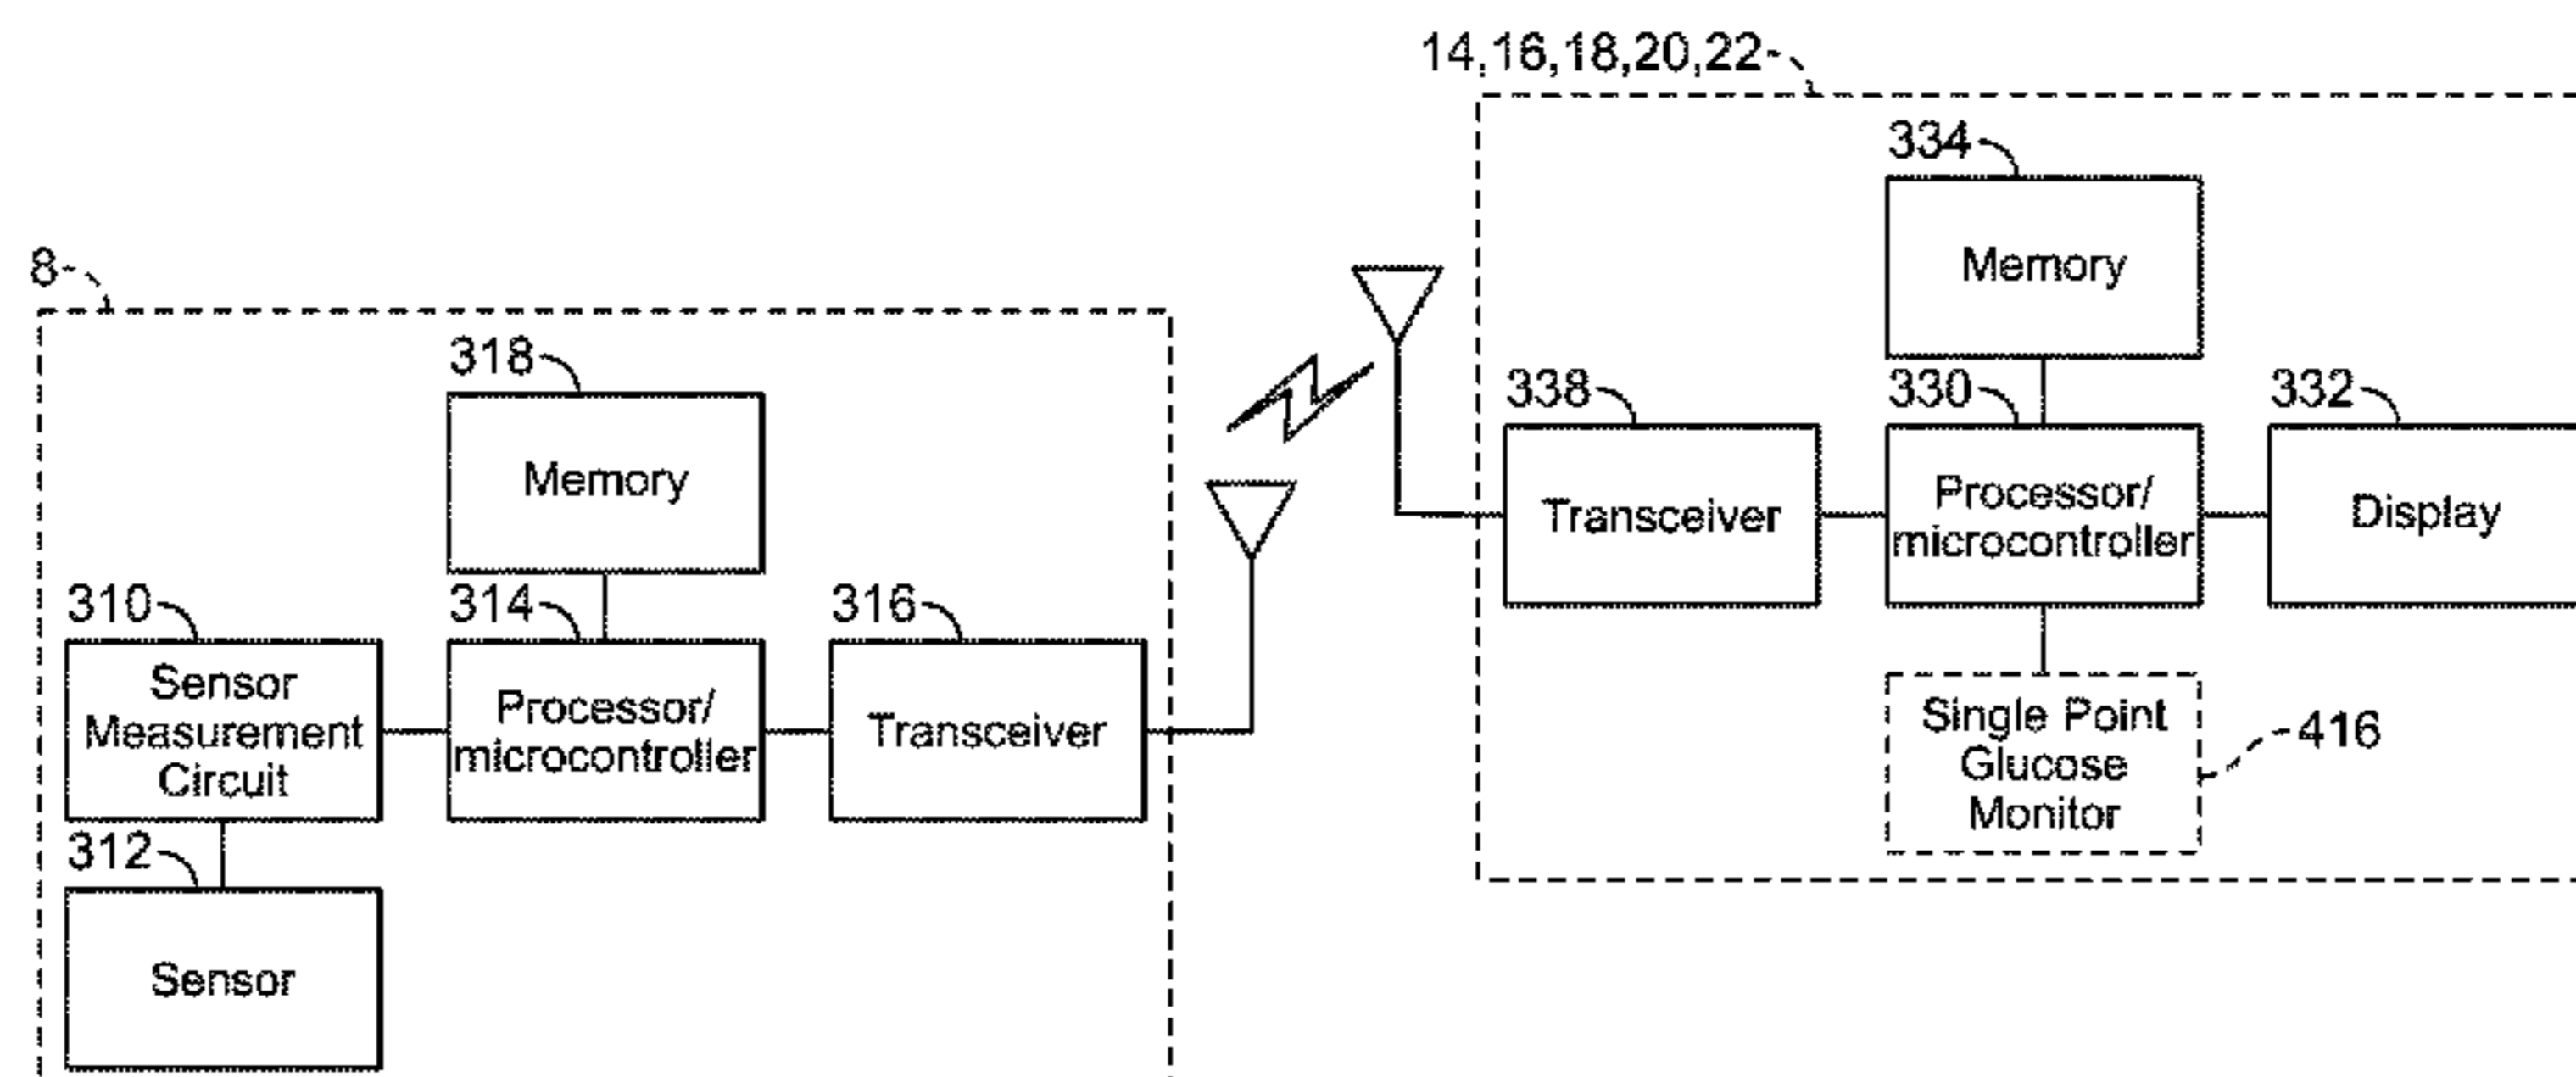 14,16,18,20,22
334
Memory
8
318
338
330
332
Memory
Transceiver
Processor/
microcontroller
Display
310
314
316
Sensor
Measurement
Circuit
Processor/
microcontroller
Transceiver
Single Point
Glucose
Monitor
416
312
Sensor